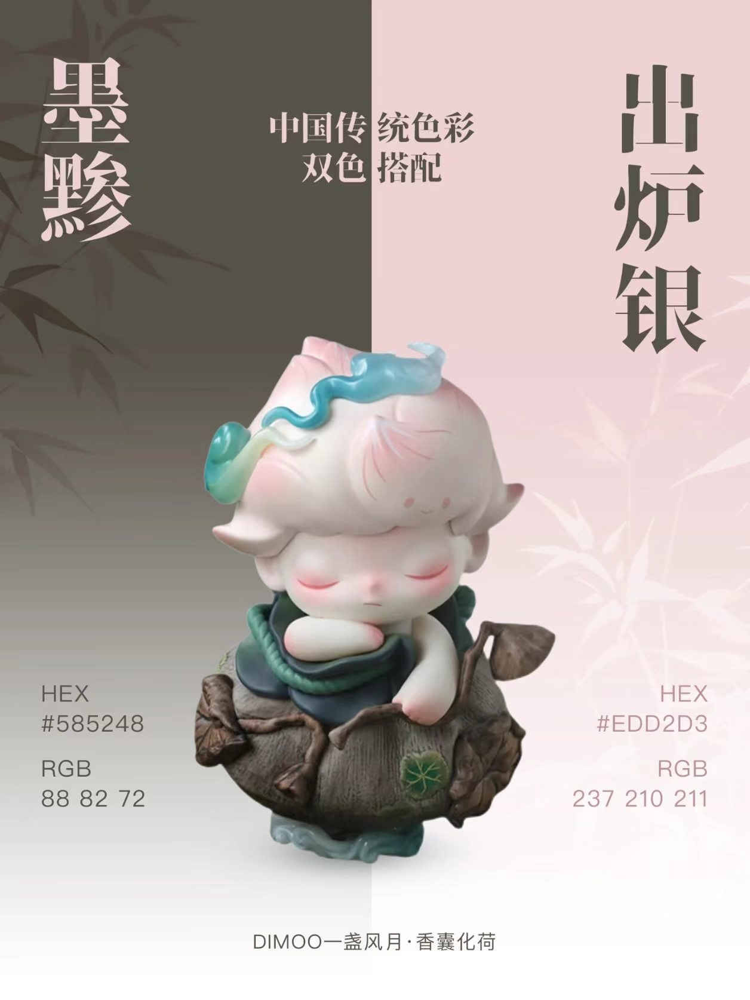 墨黪
中国传统色彩
双色搭配
出炉银
HEX
#585248
RGB
88 82 72
HEX
#EDD2D3
RGB
237 210 211
DIMOO一盏风月·香囊化荷